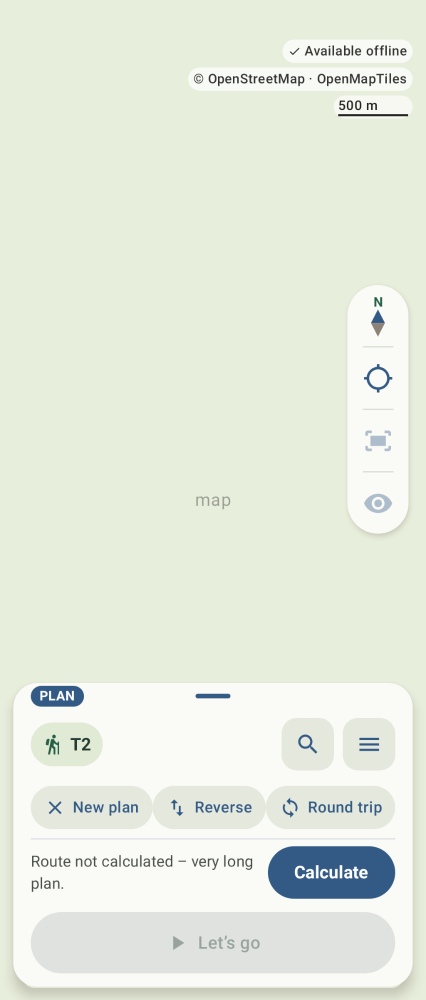 Available offline
© OpenStreetMap · OpenMapTiles
500 m
N
map
PLAN
T2
New plan
Reverse
Round trip
Route not calculated – very long
plan.
Calculate
Let’s go